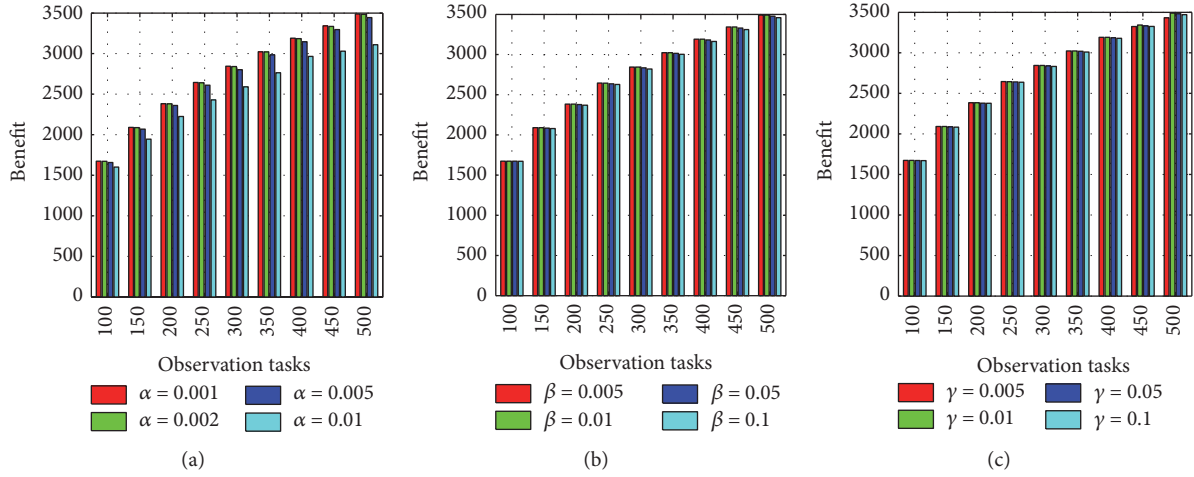 3500
3000
2500
2000
1500
1000
500
0
Benefit
100
150
200
250
300
350
400
450
500
Observation tasks
α = 0.001
α = 0.005
α = 0.002
α = 0.01
(a)
3500
3000
2500
2000
1500
1000
500
0
Benefit
100
150
200
250
300
350
400
450
500
Observation tasks
β = 0.005
β = 0.05
β = 0.01
β = 0.1
(b)
3500
3000
2500
2000
1500
1000
500
0
Benefit
100
150
200
250
300
350
400
450
500
Observation tasks
γ = 0.005
γ = 0.05
γ = 0.01
γ = 0.1
(c)